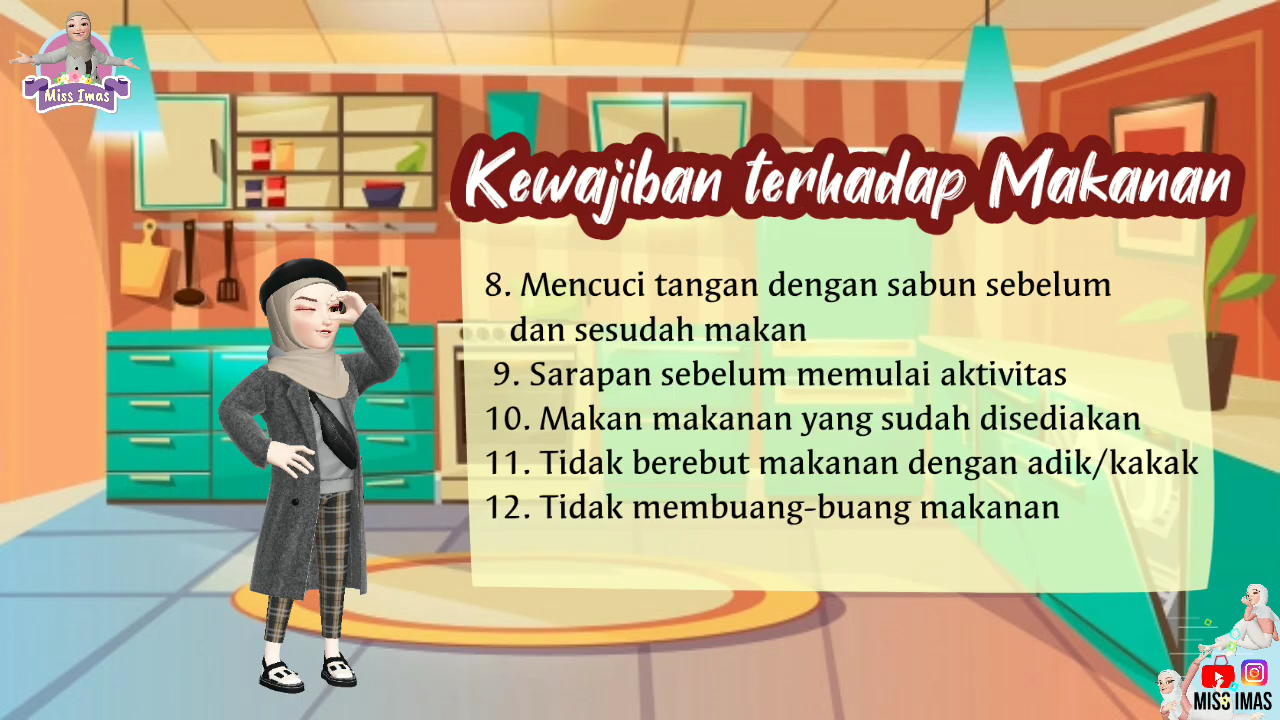 Miss Imas
Kewajiban terhadap Makanan
8. Mencuci tangan dengan sabun sebelum
dan sesudah makan
9. Sarapan sebelum memulai aktivitas
10. Makan makanan yang sudah disediakan
11. Tidak berebut makanan dengan adik/kakak
12. Tidak membuang-buang makanan
MISS IMAS